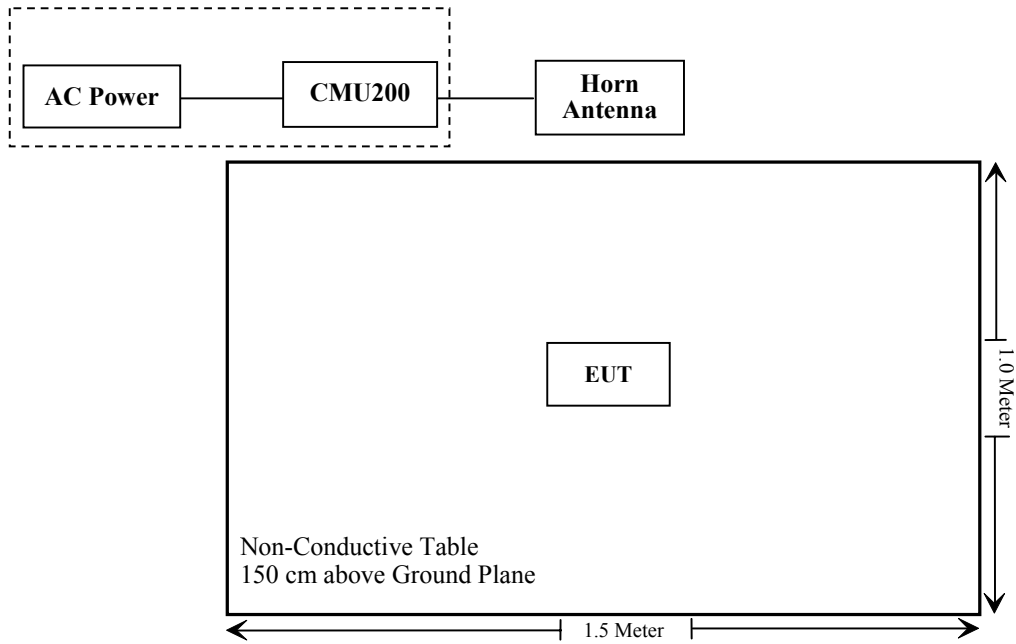 AC Power
CMU200
Horn
Antenna
EUT
1.0 Meter
Non-Conductive Table
150 cm above Ground Plane
1.5 Meter